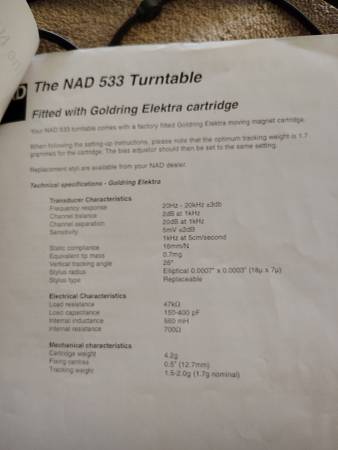 D The NAD 533 Turntable
Fitted with Goldring Elektra cartridge
Your NAD 533 turntable comes with a factory fitted Goldring Elektra moving magnet cartridge.
When following the setting-up instructions, please note that the optimum tracking weight is 1.7
grammes for the cartridge. The bias adjustor should then be set to the same setting.
Replacement styli are available from your NAD dealer.
Technical specifications - Goldring Elektra
Transducer Characteristics
Frequency response 20Hz - 20kHz ±3db
Channel balance 2dB at 1kHz
Channel separation 20dB at 1kHz
Sensitivity 5mV ±3dB
1kHz at 5cm/second
Static compliance 16mm/N
Equivalent tip mass 0.7mg
Vertical tracking angle 26°
Stylus radius Elliptical 0.0007" x 0.0003" (18µ x 7µ)
Stylus type Replaceable
Electrical Characteristics
Load resistance 47kΩ
Load capacitance 150-400 pF
Internal inductance 560 mH
Internal resistance 700Ω
Mechanical characteristics
Cartridge weight 4.2g
Fixing centres 0.5" (12.7mm)
Tracking weight 1.5-2.0g (1.7g nominal)